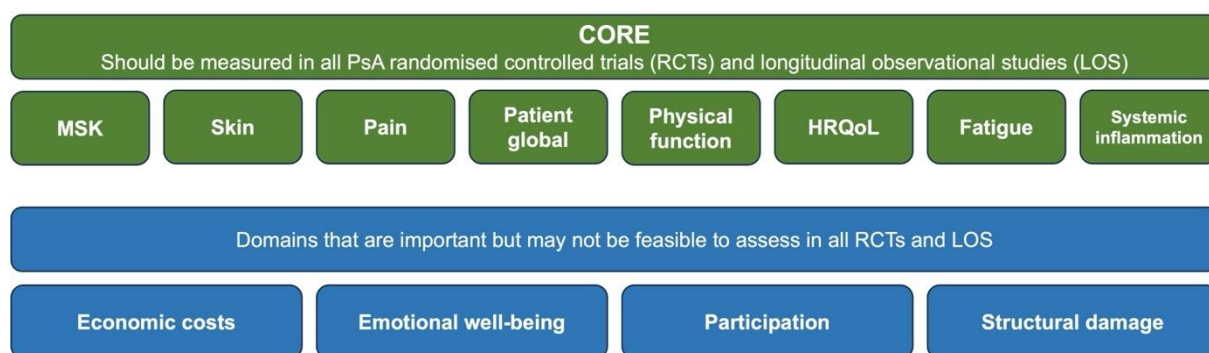 CORE
Should be measured in all PsA randomised controlled trials (RCTs) and longitudinal observational studies (LOS)
MSK
Skin
Pain
Patient
global
Physical
function
HRQoL
Fatigue
Systemic
inflammation
Domains that are important but may not be feasible to assess in all RCTs and LOS
Economic costs
Emotional well-being
Participation
Structural damage